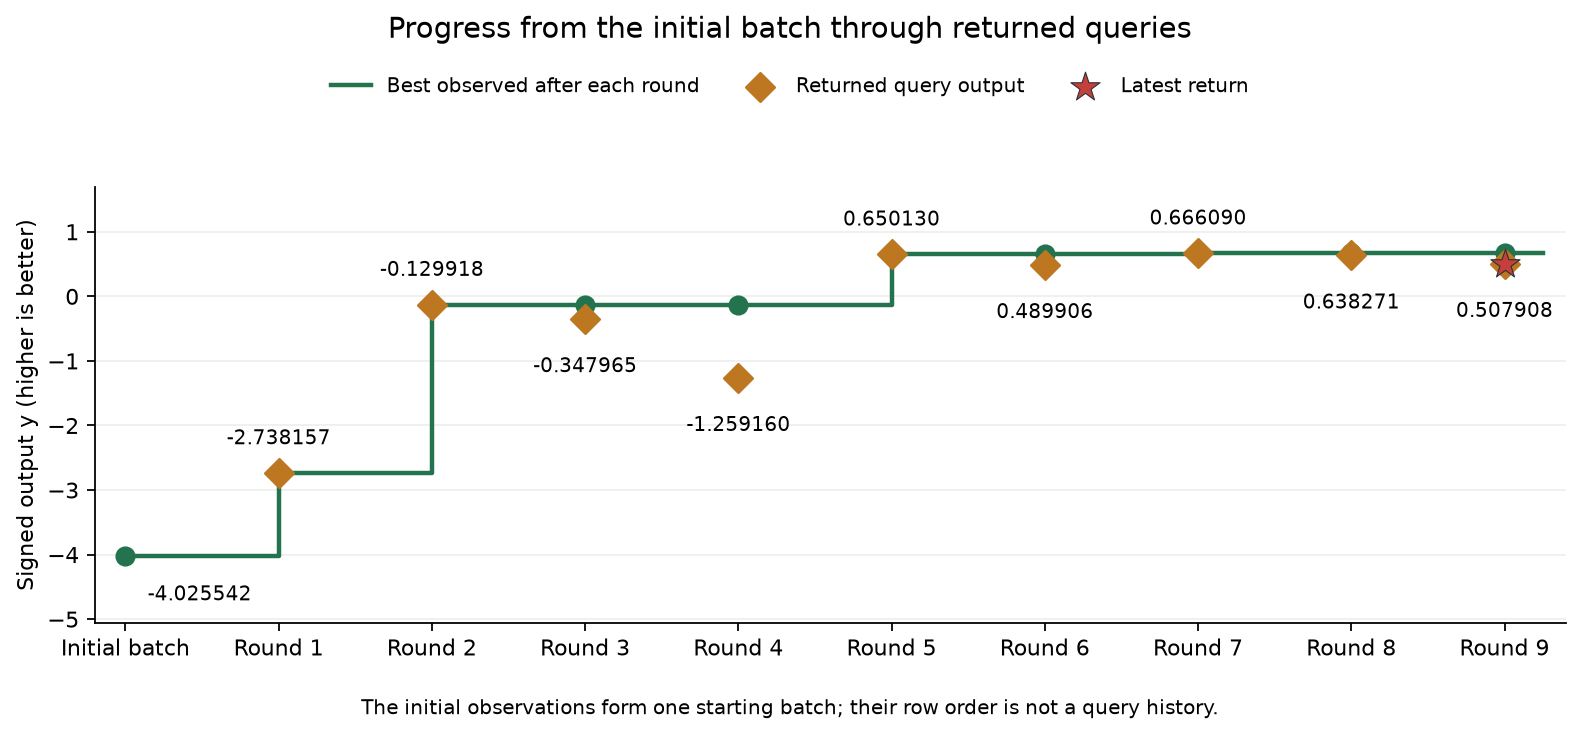 Progress from the initial batch through returned queries
Best observed after each round
Returned query output
Latest return
Signed output y (higher is better)
1
0
−1
−2
−3
−4
−5
-4.025542
-2.738157
-0.129918
-0.347965
-1.259160
0.650130
0.489906
0.666090
0.638271
0.507908
Initial batch
Round 1
Round 2
Round 3
Round 4
Round 5
Round 6
Round 7
Round 8
Round 9
The initial observations form one starting batch; their row order is not a query history.